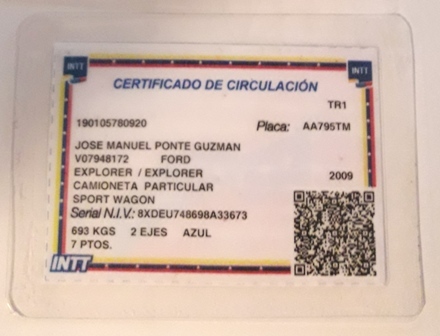 INTT
INTT
CERTIFICADO DE CIRCULACIÓN
TR1
190105780920 Placa: AA795TM
JOSE MANUEL PONTE GUZMAN
V07948172 FORD
EXPLORER / EXPLORER 2009
CAMIONETA PARTICULAR
SPORT WAGON
Serial N.I.V.: 8XDEU748698A33673
693 KGS 2 EJES AZUL
7 PTOS.
INTT